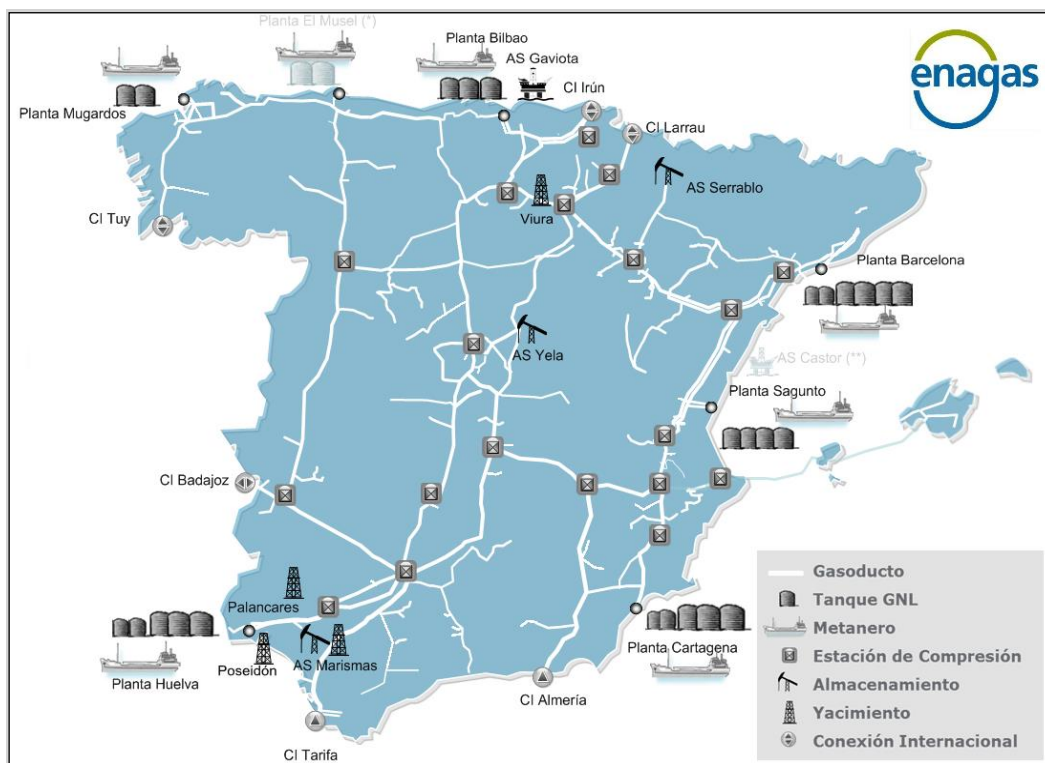 Planta El Musel (*)
Planta Bilbao
AS Gaviota
CI Irún
CI Larrau
enagas
Planta Mugardos
AS Serrablo
Viura
CI Tuy
Planta Barcelona
AS Yela
AS Castor (**)
Planta Sagunto
CI Badajoz
Palancares
Poseidón
AS Marismas
Planta Huelva
Planta Cartagena
CI Almería
CI Tarifa
Gasoducto
Tanque GNL
Metanero
Estación de Compresión
Almacenamiento
Yacimiento
Conexión Internacional